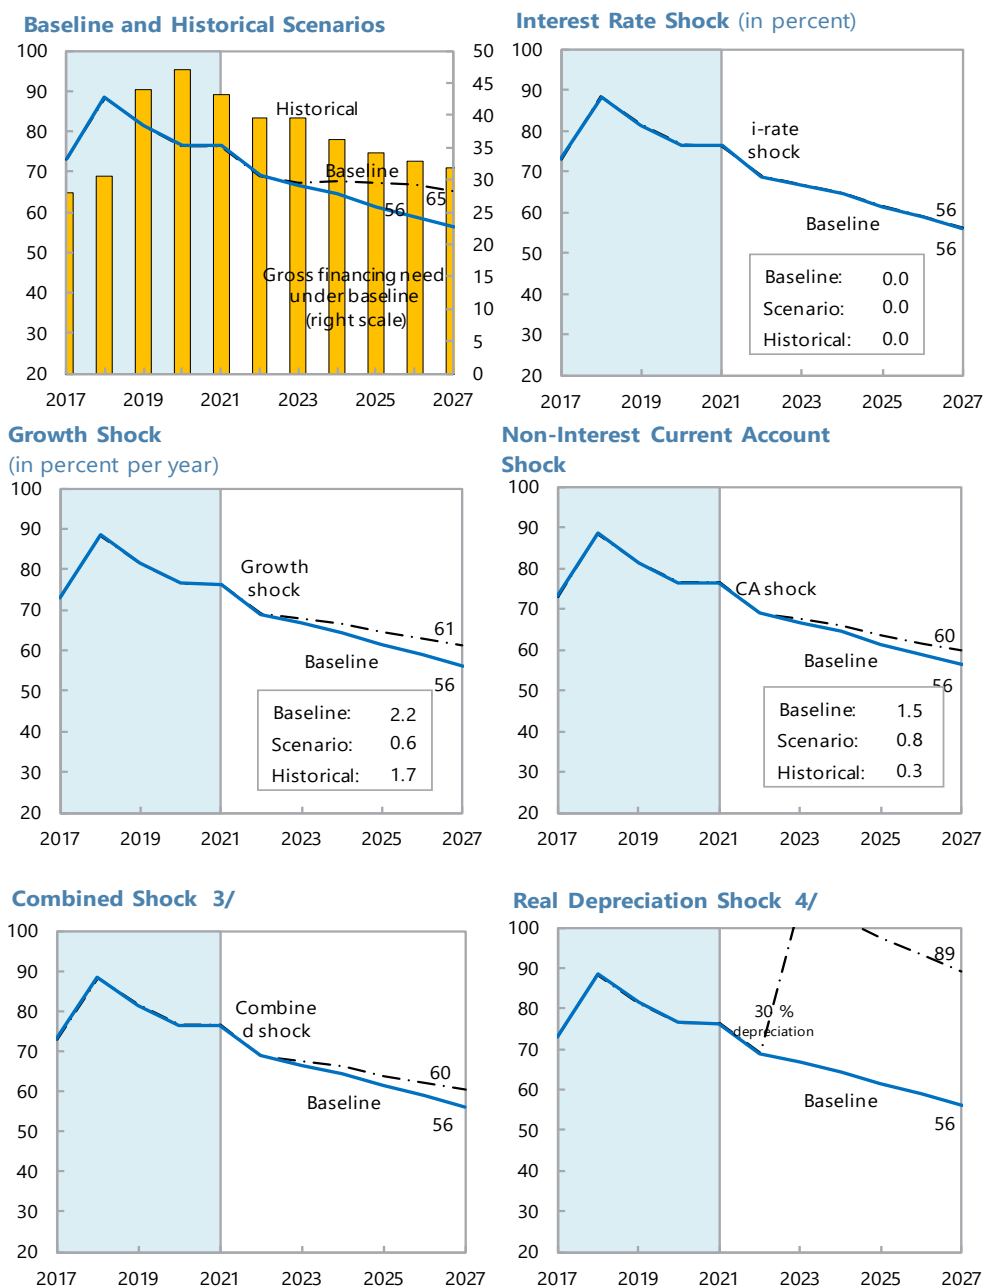 Baseline and Historical Scenarios
100
90
80
70
60
50
40
30
20
50
45
40
35
30
25
20
15
10
5
0
Historical
Baseline
65
56
Gross financing need
under baseline
(right scale)
2017 2019 2021 2023 2025 2027
Interest Rate Shock (in percent)
100
90
80
70
60
50
40
30
20
i-rate
shock
56
Baseline
56
Baseline: 0.0
Scenario: 0.0
Historical: 0.0
2017 2019 2021 2023 2025 2027
Growth Shock
(in percent per year)
100
90
80
70
60
50
40
30
20
Growth
shock
61
Baseline
56
Baseline: 2.2
Scenario: 0.6
Historical: 1.7
2017 2019 2021 2023 2025 2027
Non-Interest Current Account
Shock
100
90
80
70
60
50
40
30
20
CA shock
60
Baseline
56
Baseline: 1.5
Scenario: 0.8
Historical: 0.3
2017 2019 2021 2023 2025 2027
Combined Shock 3/
100
90
80
70
60
50
40
30
20
Combine
d shock
60
Baseline
56
2017 2019 2021 2023 2025 2027
Real Depreciation Shock 4/
100
90
80
70
60
50
40
30
20
89
30 %
depreciation
Baseline
56
2017 2019 2021 2023 2025 2027